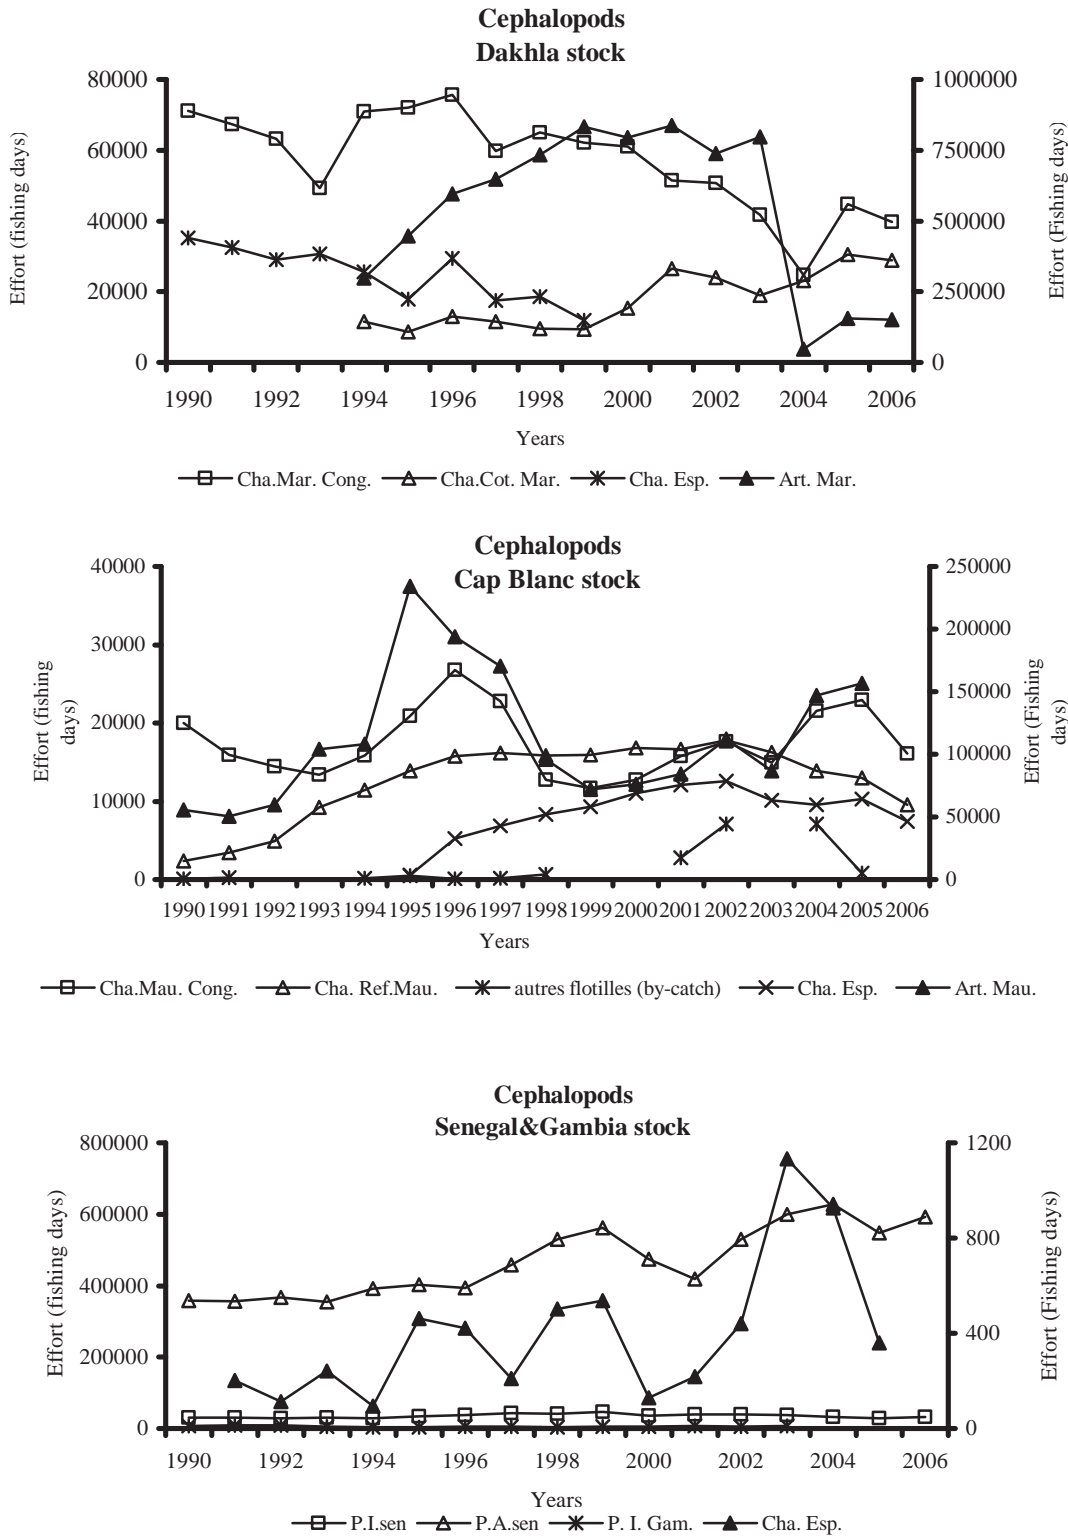 Cephalopods
Dakhla stock
80000
60000
40000
20000
0
1000000
750000
500000
250000
0
Effort (fishing days)
Effort (Fishing days)
1990 1992 1994 1996 1998 2000 2002 2004 2006
Years
Cha.Mar. Cong. Cha.Cot. Mar. Cha. Esp. Art. Mar.
Cephalopods
Cap Blanc stock
40000
30000
20000
10000
0
250000
200000
150000
100000
50000
0
Effort (fishing
days)
Effort (Fishing
days)
1990 1991 1992 1993 1994 1995 1996 1997 1998 1999 2000 2001 2002 2003 2004 2005 2006
Years
Cha.Mau. Cong. Cha. Ref.Mau. autres flotilles (by-catch) Cha. Esp. Art. Mau.
Cephalopods
Senegal&Gambia stock
800000
600000
400000
200000
0
1200
800
400
0
Effort (fishing days)
Effort (Fishing days)
1990 1992 1994 1996 1998 2000 2002 2004 2006
Years
P.I.sen P.A.sen P. I. Gam. Cha. Esp.